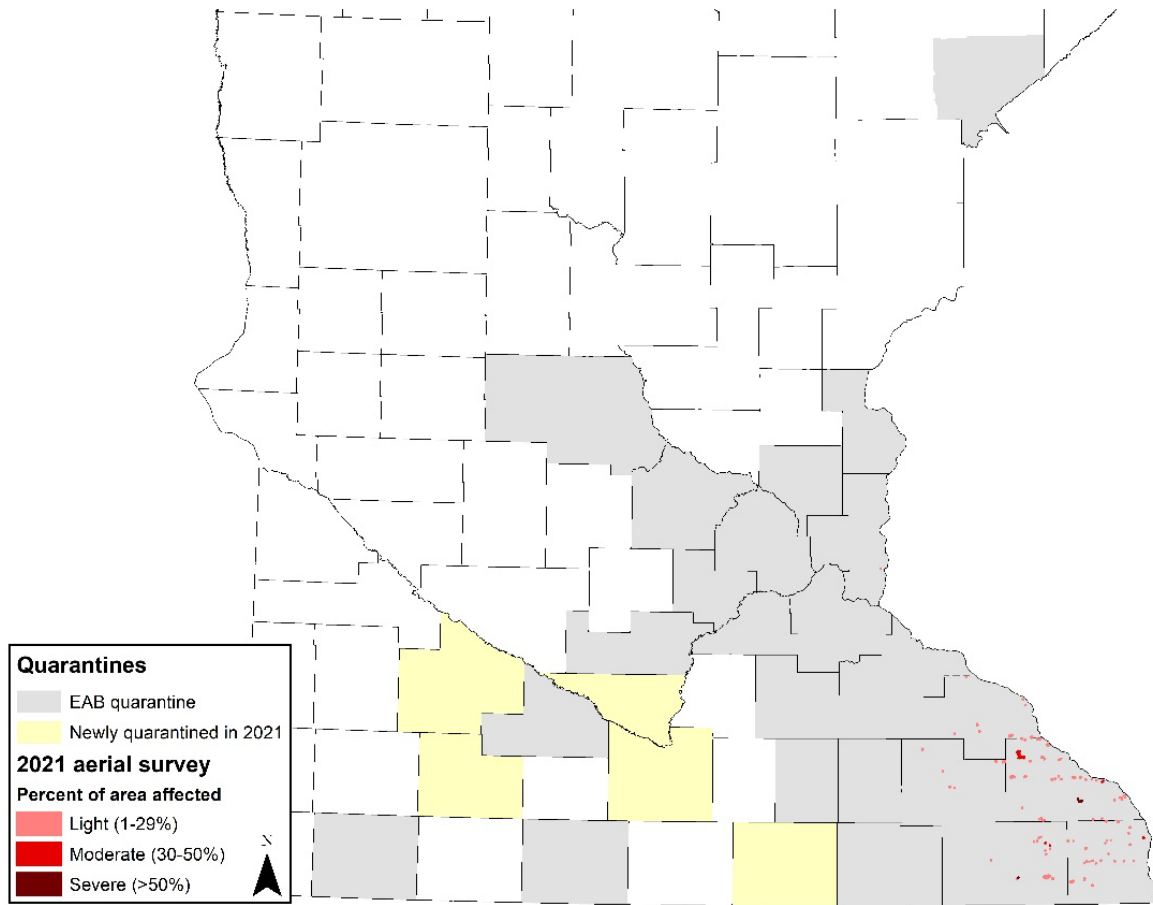 Quarantines
EAB quarantine
Newly quarantined in 2021
2021 aerial survey
Percent of area affected
Light (1-29%)
Moderate (30-50%)
Severe (>50%)
N